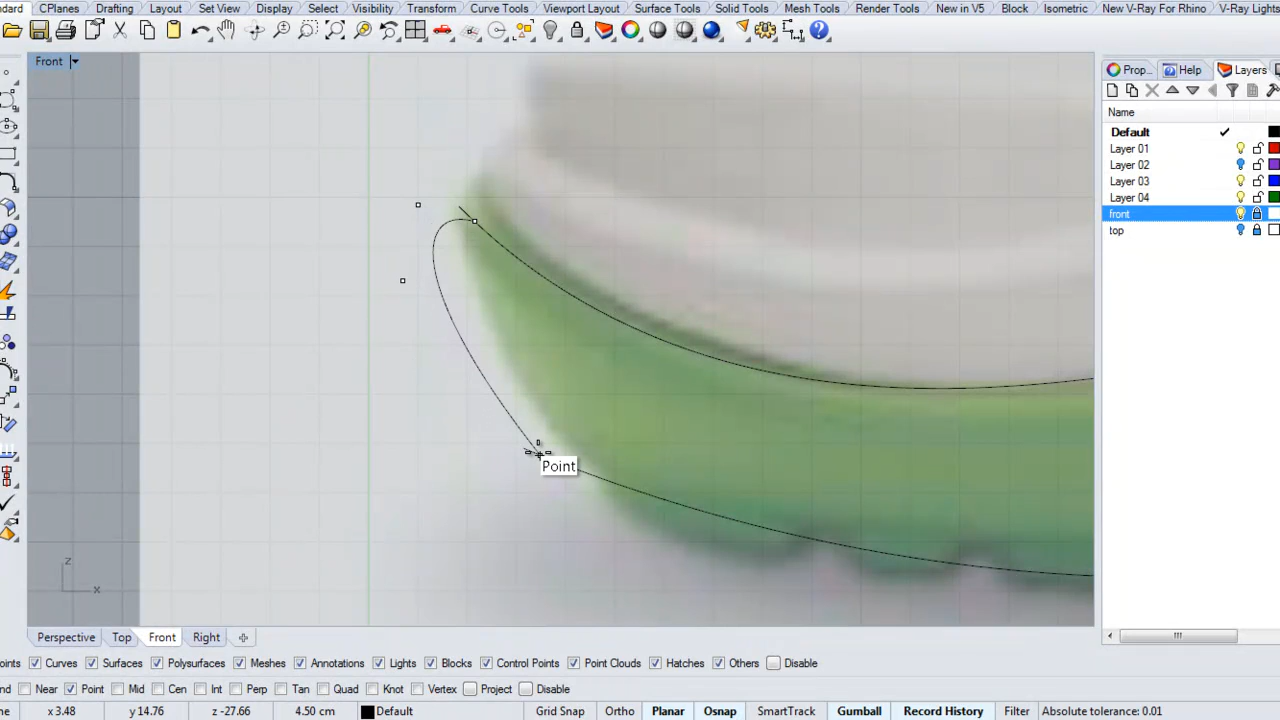 ndard CPlanes Drafting Layout Set View Display Select Visibility Transform Curve Tools Viewport Layout Surface Tools Solid Tools Mesh Tools Render Tools New in V5 Block Isometric New V-Ray For Rhino V-Ray Lights
Front
Prop... Help Layers
Name
Default
Layer 01
Layer 02
Layer 03
Layer 04
front
top
Point
z
x
Perspective Top Front Right
oints Curves Surfaces Polysurfaces Meshes Annotations Lights Blocks Control Points Point Clouds Hatches Others Disable
nd Near Point Mid Cen Int Perp Tan Quad Knot Vertex Project Disable
ne x 3.48 y 14.76 z -27.66 4.50 cm Default Grid Snap Ortho Planar Osnap SmartTrack Gumball Record History Filter Absolute tolerance: 0.01